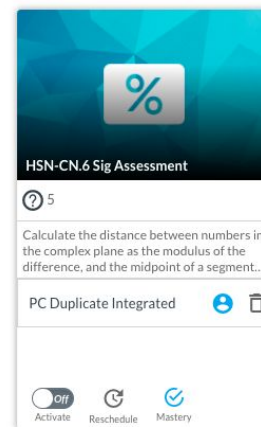 %
HSN-CN.6 Sig Assessment
? 5
Calculate the distance between numbers in
the complex plane as the modulus of the
difference, and the midpoint of a segment...
PC Duplicate Integrated
Off
Activate Reschedule Mastery